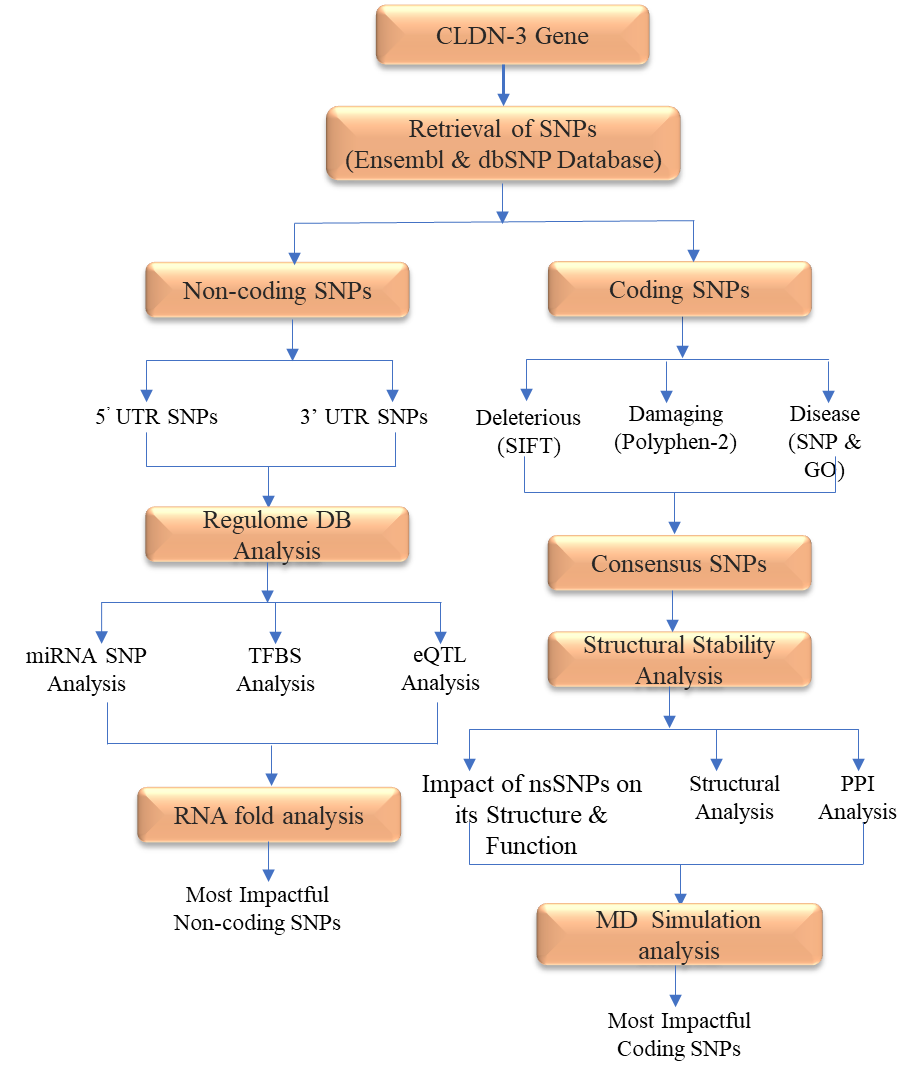 CLDN-3 Gene
Retrieval of SNPs
(Ensembl & dbSNP Database)
Non-coding SNPs
Coding SNPs
5’ UTR SNPs
3’ UTR SNPs
Deleterious
(SIFT)
Damaging
(Polyphen-2)
Disease
(SNP &
GO)
Regulome DB
Analysis
Consensus SNPs
miRNA SNP
Analysis
TFBS
Analysis
eQTL
Analysis
Structural Stability
Analysis
Impact of nsSNPs on
its Structure &
Function
Structural
Analysis
PPI
Analysis
RNA fold analysis
Most Impactful
Non-coding SNPs
MD Simulation
analysis
Most Impactful
Coding SNPs